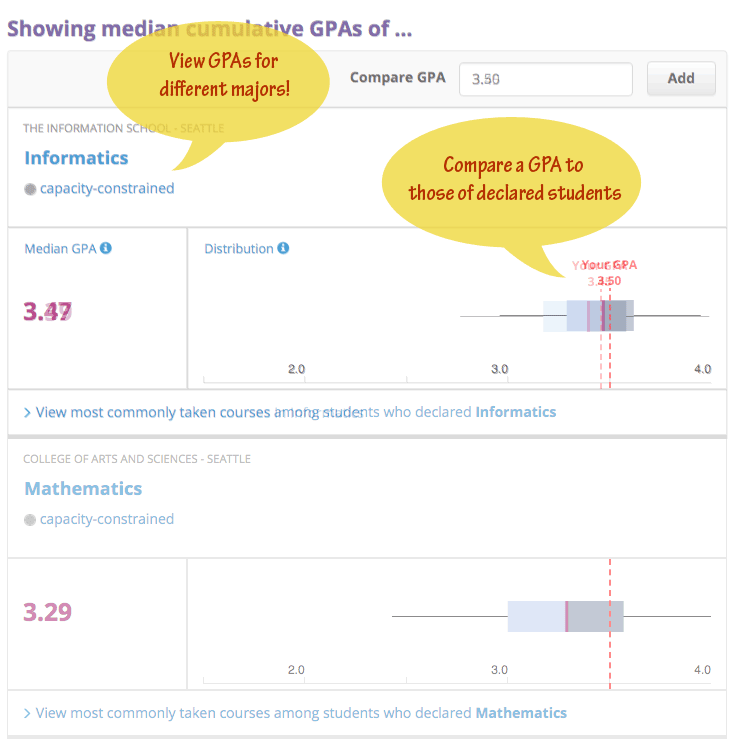 Showing median cumulative GPAs of ...
View GPAs for
different majors!
Compare GPA
Add
THE INFORMATION SCHOOL - SEATTLE
Informatics
capacity-constrained
Compare a GPA to
those of declared students
Median GPA
Distribution
Your GPA
3.50
2.0 3.0 4.0
View most commonly taken courses among students who declared Informatics
COLLEGE OF ARTS AND SCIENCES - SEATTLE
Mathematics
capacity-constrained
3.29
2.0 3.0 4.0
View most commonly taken courses among students who declared Mathematics